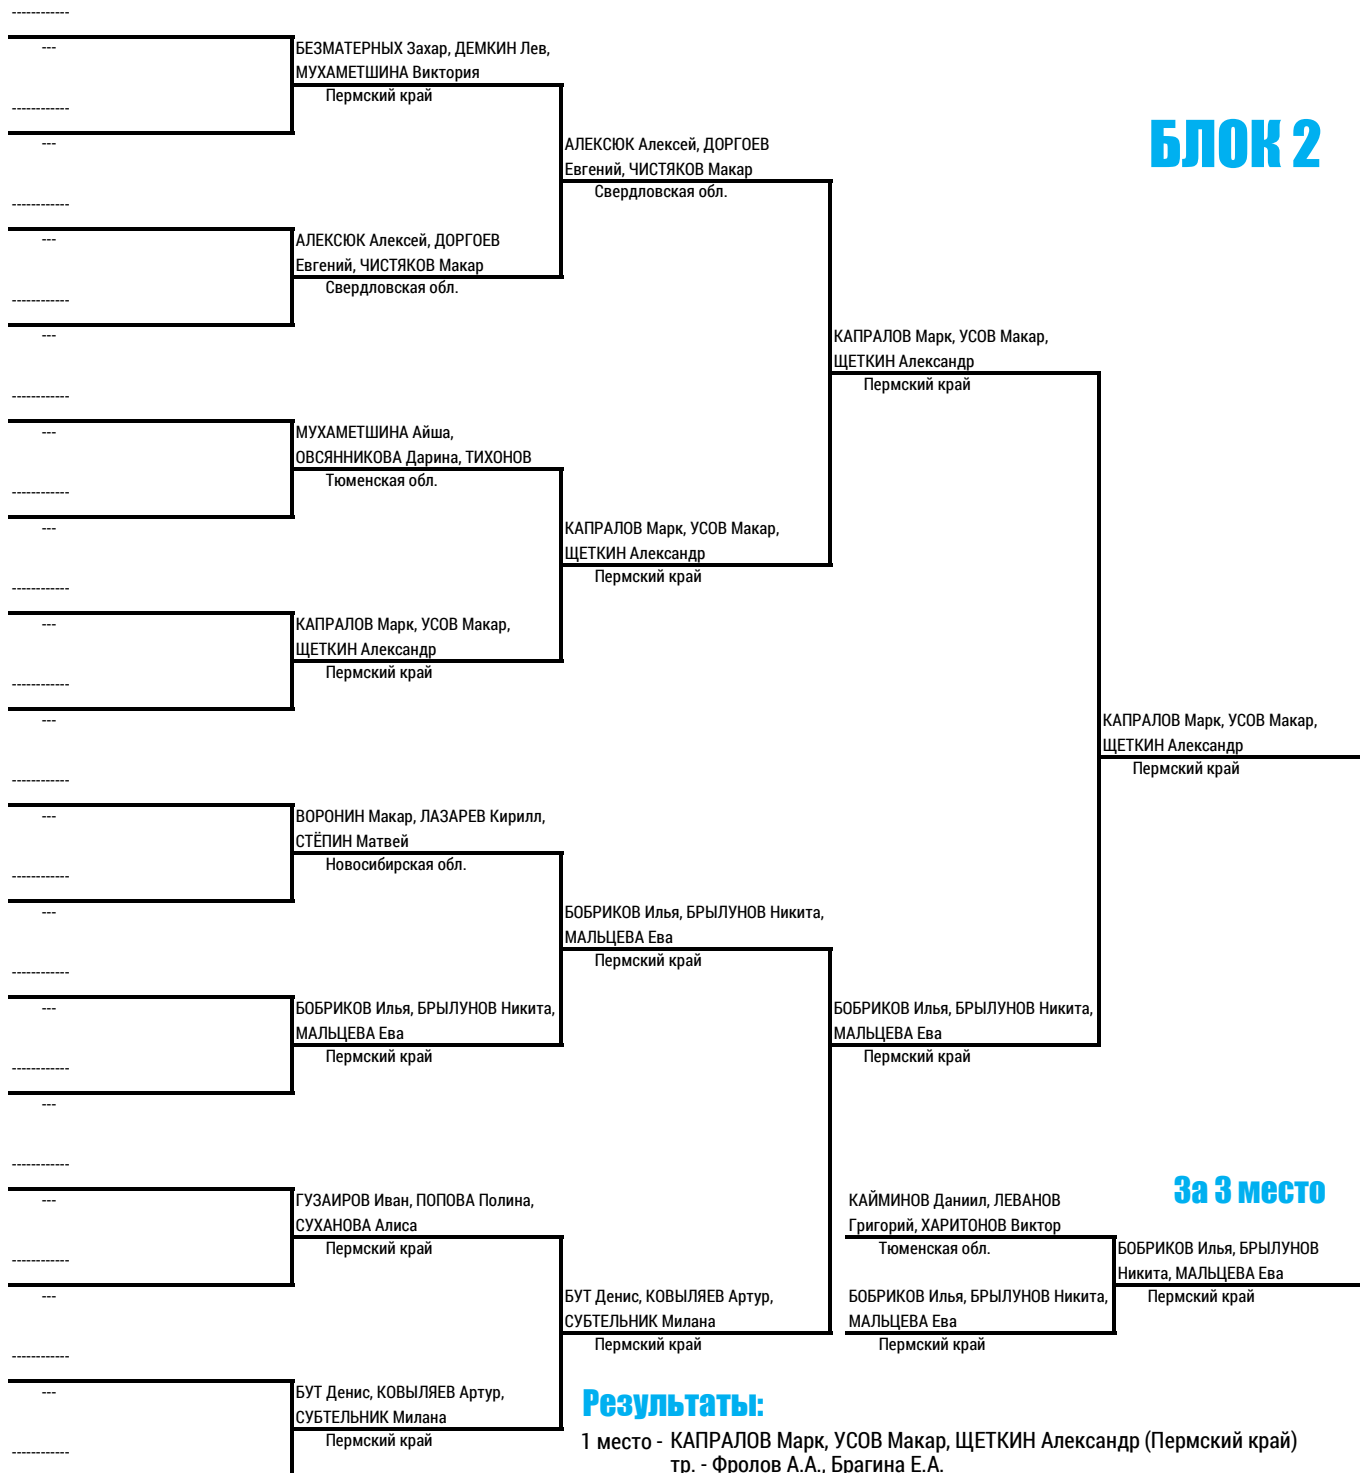 ------------
---
БЕЗМАТЕРНЫХ Захар, ДЕМКИН Лев,
МУХАМЕТШИНА Виктория
Пермский край
------------
---
БЛОК 2
АЛЕКСЮК Алексей, ДОРГОЕВ
Евгений, ЧИСТЯКОВ Макар
Свердловская обл.
------------
---
АЛЕКСЮК Алексей, ДОРГОЕВ
Евгений, ЧИСТЯКОВ Макар
Свердловская обл.
------------
---
КАПРАЛОВ Марк, УСОВ Макар,
ЩЕТКИН Александр
Пермский край
------------
---
МУХАМЕТШИНА Айша,
ОВСЯННИКОВА Дарина, ТИХОНОВ
Тюменская обл.
------------
---
КАПРАЛОВ Марк, УСОВ Макар,
ЩЕТКИН Александр
Пермский край
------------
---
КАПРАЛОВ Марк, УСОВ Макар,
ЩЕТКИН Александр
Пермский край
------------
---
КАПРАЛОВ Марк, УСОВ Макар,
ЩЕТКИН Александр
Пермский край
------------
---
ВОРОНИН Макар, ЛАЗАРЕВ Кирилл,
СТЁПИН Матвей
Новосибирская обл.
------------
---
БОБРИКОВ Илья, БРЫЛУНОВ Никита,
МАЛЬЦЕВА Ева
Пермский край
------------
---
БОБРИКОВ Илья, БРЫЛУНОВ Никита,
МАЛЬЦЕВА Ева
Пермский край
БОБРИКОВ Илья, БРЫЛУНОВ Никита,
МАЛЬЦЕВА Ева
Пермский край
------------
---
------------
---
ГУЗАИРОВ Иван, ПОПОВА Полина,
СУХАНОВА Алиса
Пермский край
За 3 место
КАЙМИНОВ Даниил, ЛЕВАНОВ
Григорий, ХАРИТОНОВ Виктор
Тюменская обл.
БОБРИКОВ Илья, БРЫЛУНОВ
Никита, МАЛЬЦЕВА Ева
Пермский край
------------
---
БУТ Денис, КОВЫЛЯЕВ Артур,
СУБТЕЛЬНИК Милана
Пермский край
БОБРИКОВ Илья, БРЫЛУНОВ Никита,
МАЛЬЦЕВА Ева
Пермский край
------------
---
БУТ Денис, КОВЫЛЯЕВ Артур,
СУБТЕЛЬНИК Милана
Пермский край
------------
Результаты:
1 место - КАПРАЛОВ Марк, УСОВ Макар, ЩЕТКИН Александр (Пермский край)
тр. - Фролов А.А., Брагина Е.А.